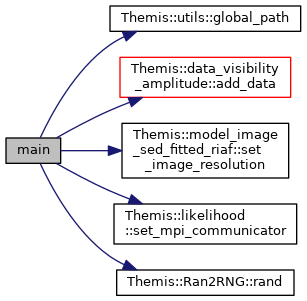 Themis::utils::global_path
Themis::data_visibility
_amplitude::add_data
main
Themis::model_image
_sed_fitted_riaf::set
_image_resolution
Themis::likelihood
::set_mpi_communicator
Themis::Ran2RNG::rand